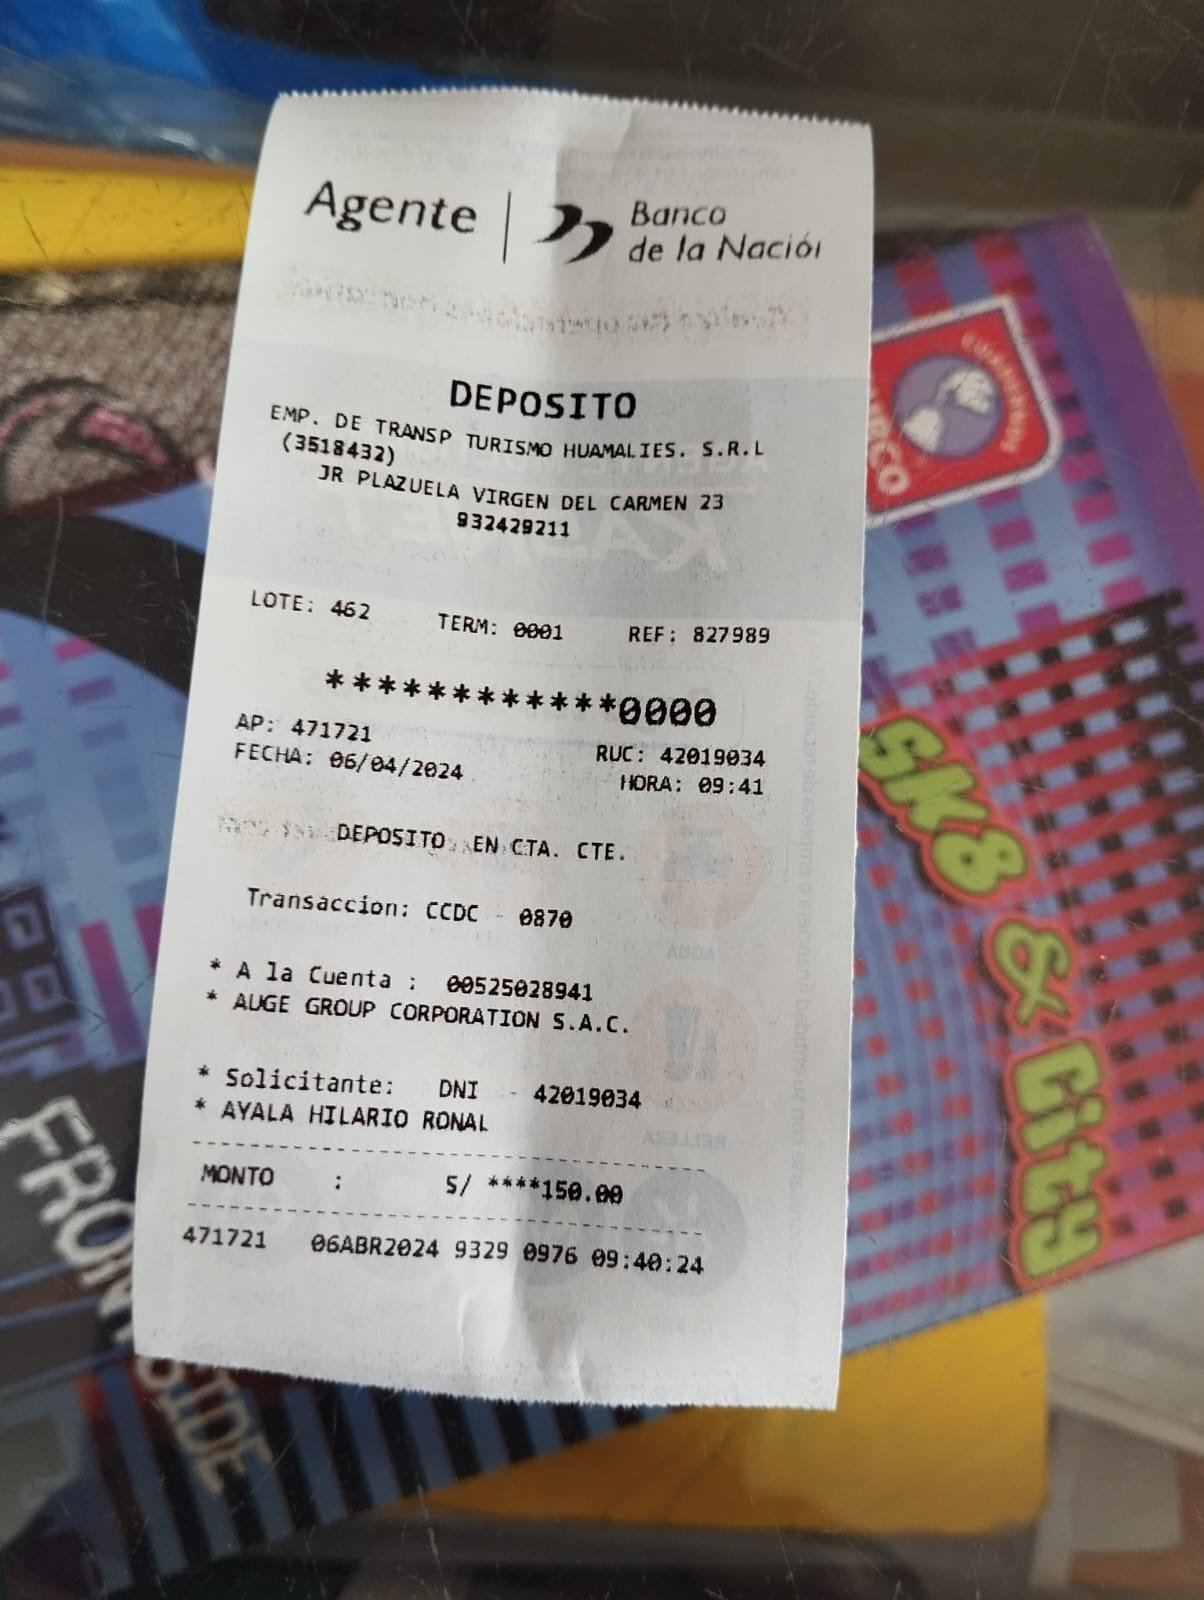 Agente | Banco
de la Nación
DEPOSITO
EMP. DE TRANSP TURISMO HUAMALIES. S.R.L
(3518432)
JR PLAZUELA VIRGEN DEL CARMEN 23
932429211
LOTE: 462 TERM: 0001 REF: 827989
************0000
AP: 471721 RUC: 42019034
FECHA: 06/04/2024 HORA: 09:41
DEPOSITO EN CTA. CTE.
Transaccion: CCDC - 0870
* A la Cuenta : 00525028941
* AUGE GROUP CORPORATION S.A.C.
* Solicitante: DNI - 42019034
* AYALA HILARIO RONAL
MONTO : S/ ****150.00
471721 06ABR2024 9329 0976 09:40:24
CUADERNOS
SK8 & City
FRONTSIDE